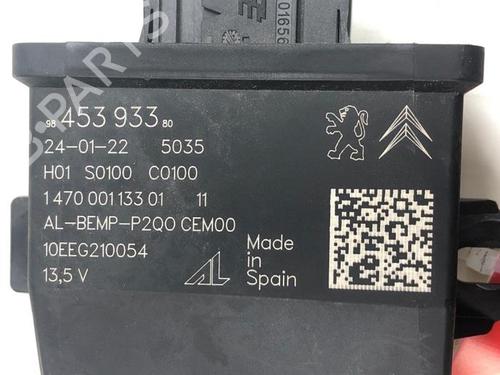 01656
98 453 933 80
24-01-22 5035
H01 S0100 C0100
1 470 001 133 01 11
AL-BEMP-P2Q0 CEM00
10EEG210054
13,5 V
AL
Made in Spain